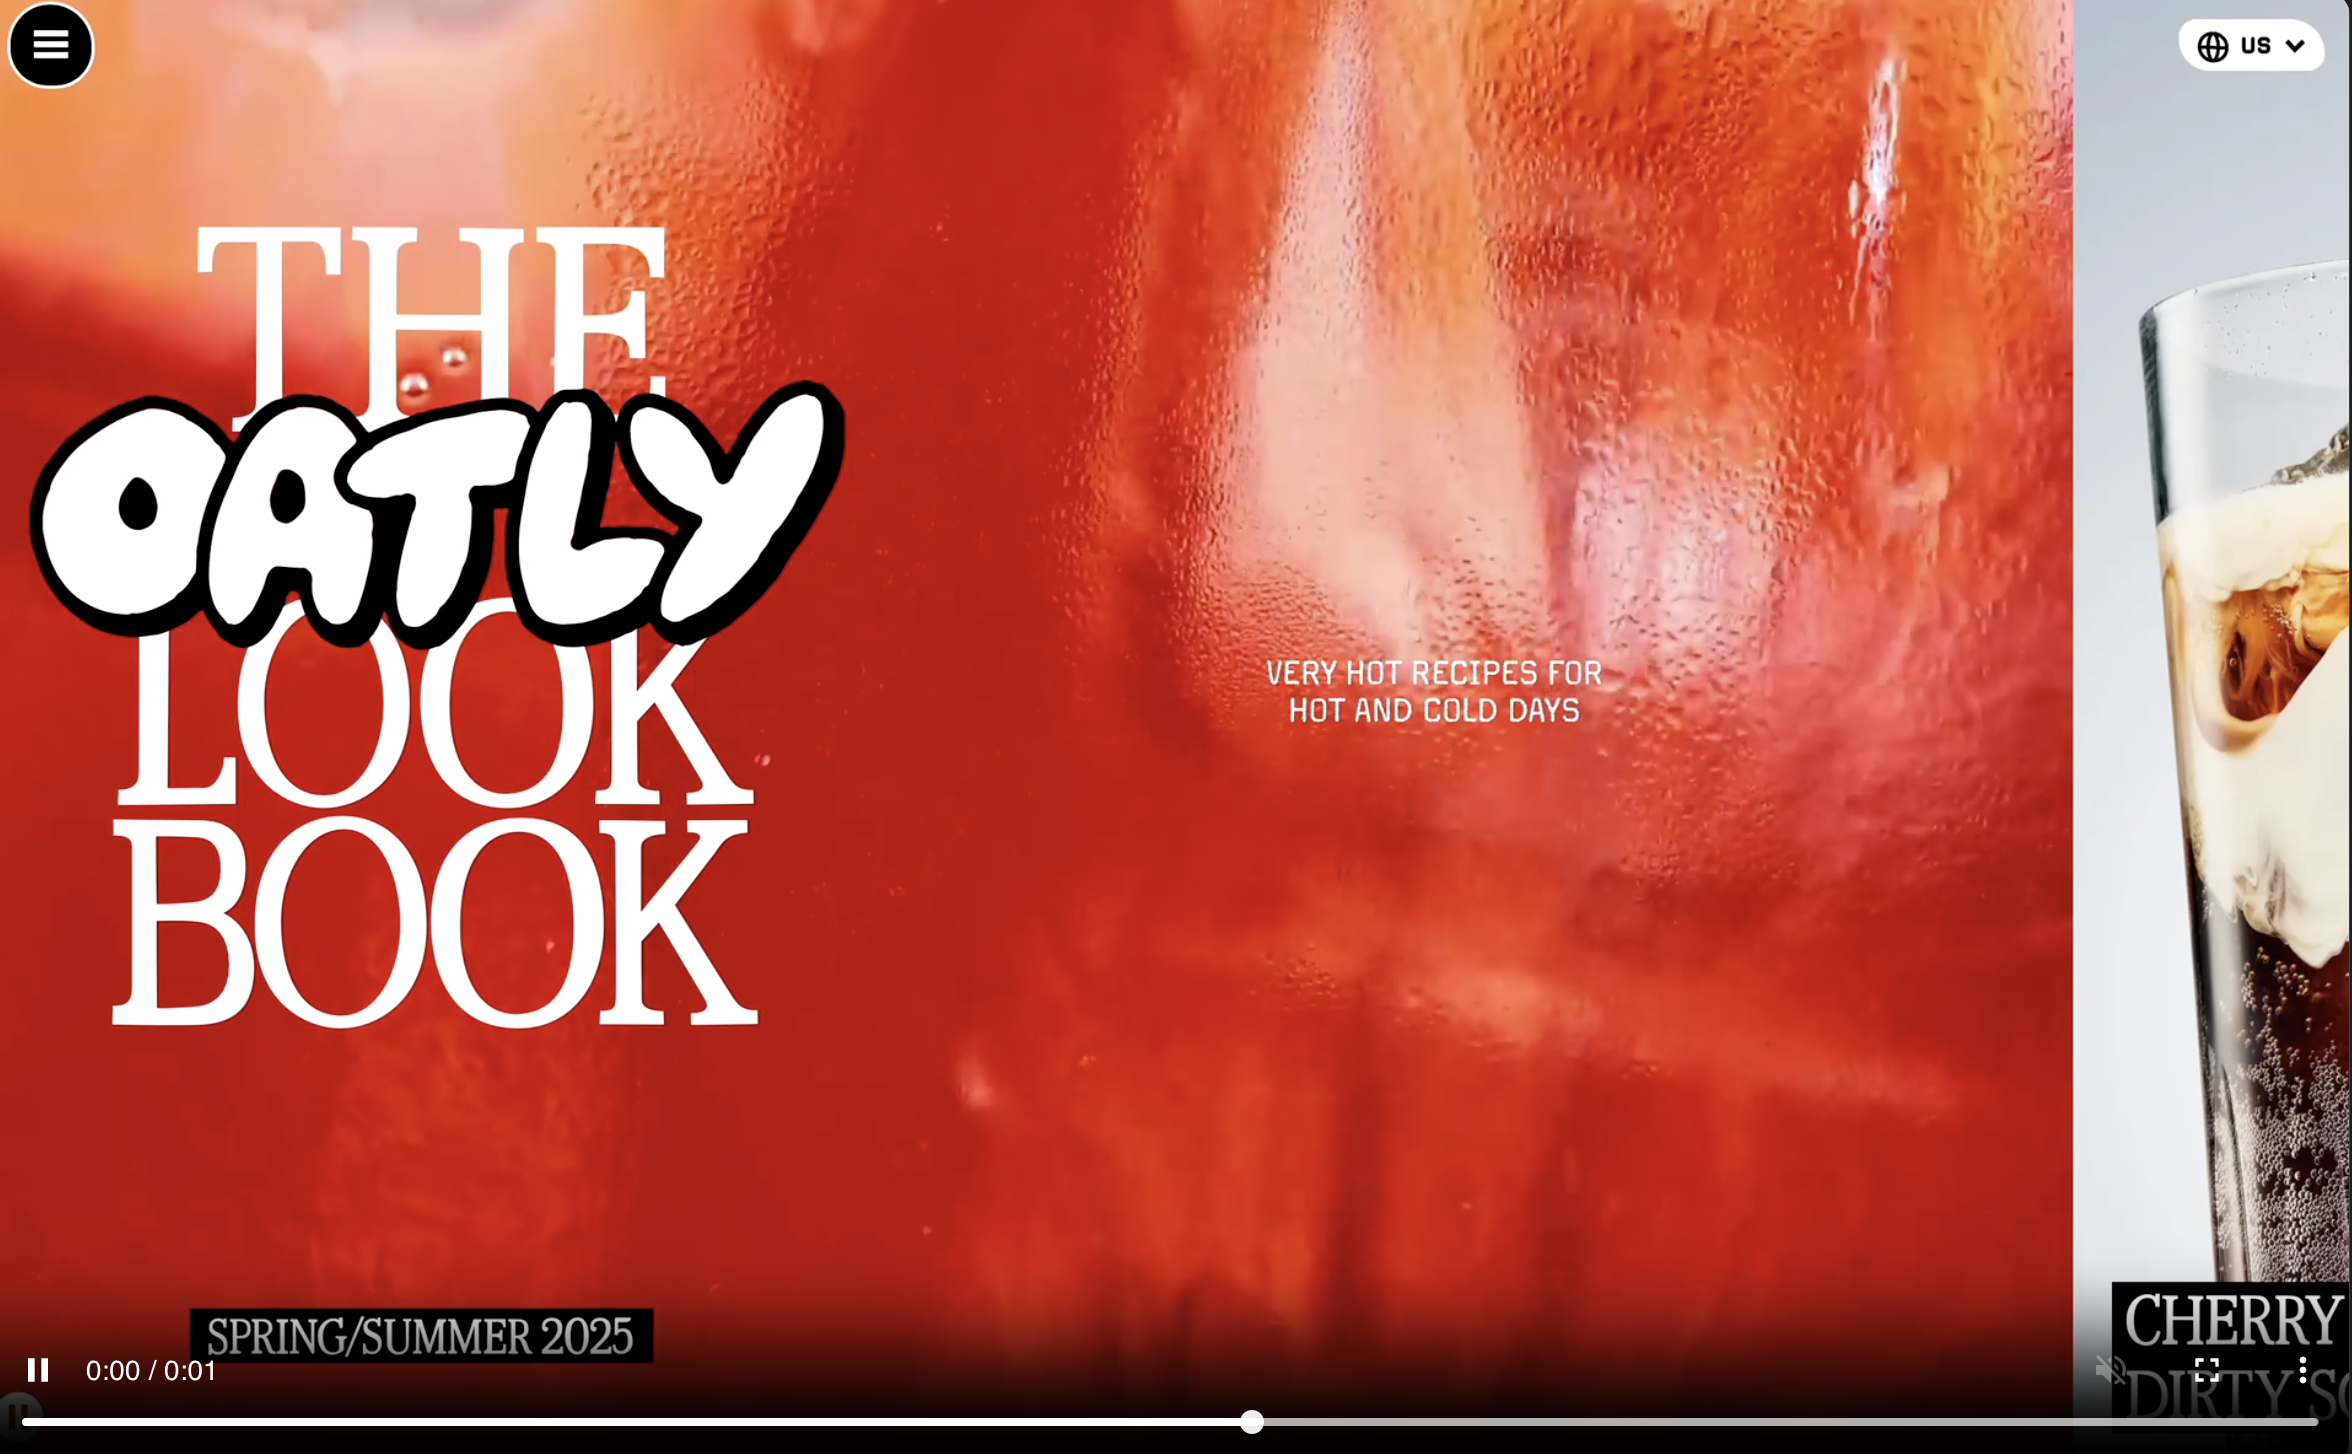 US
THE
OATLY
LOOK
BOOK
VERY HOT RECIPES FOR
HOT AND COLD DAYS
SPRING/SUMMER 2025
CHERRY
DIRTY
0:00 / 0:01